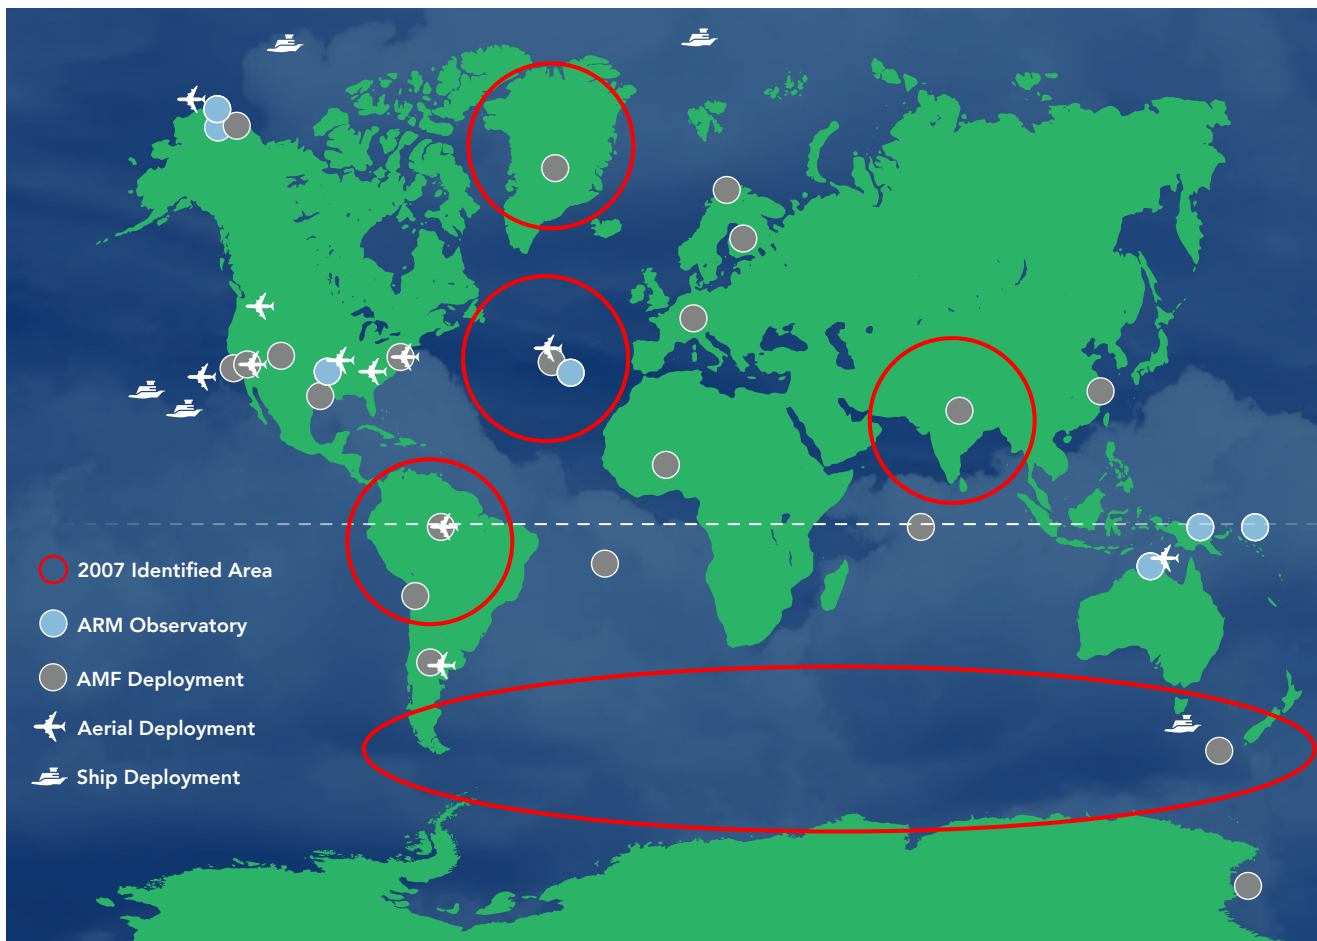 2007 Identified Area
ARM Observatory
AMF Deployment
Aerial Deployment
Ship Deployment